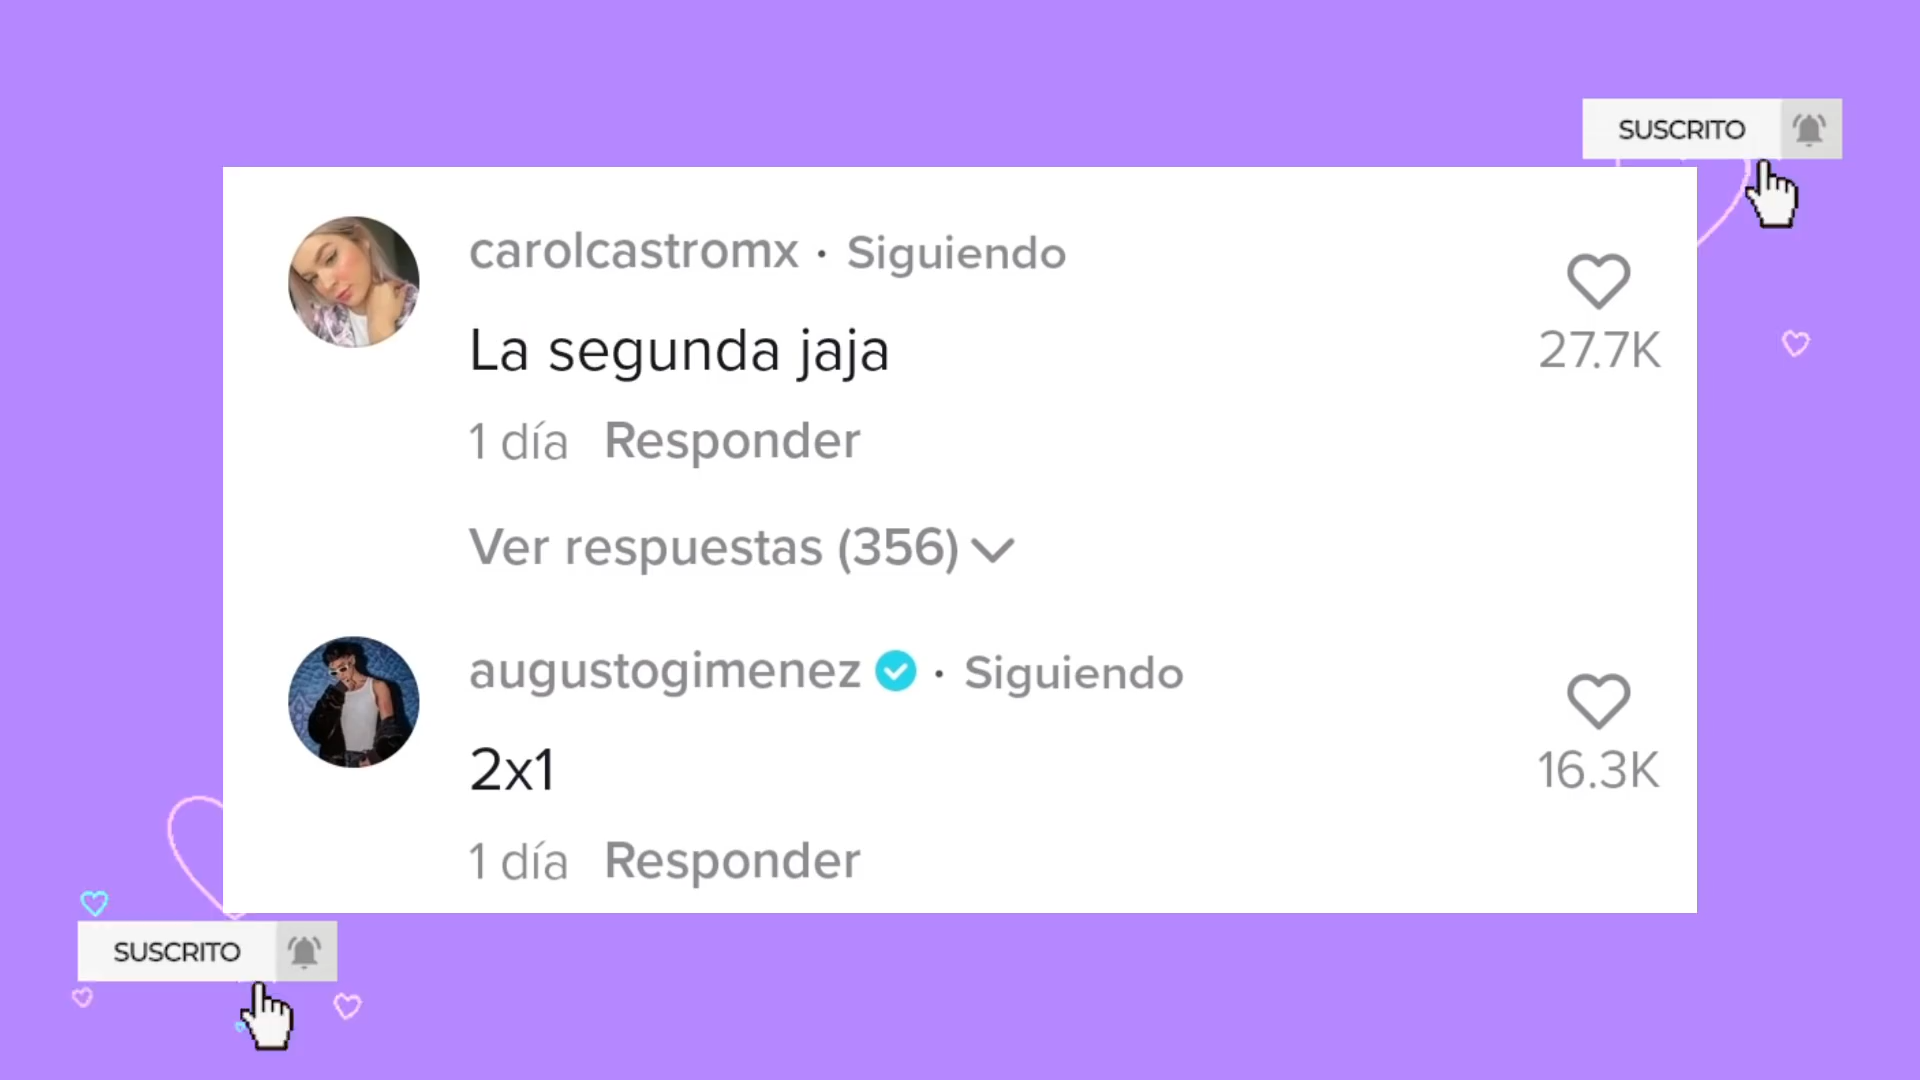 SUSCRITO
carolcastromx · Siguiendo
La segunda jaja
27.7K
1 día Responder
Ver respuestas (356)
augustogimenez · Siguiendo
2x1
16.3K
1 día Responder
SUSCRITO